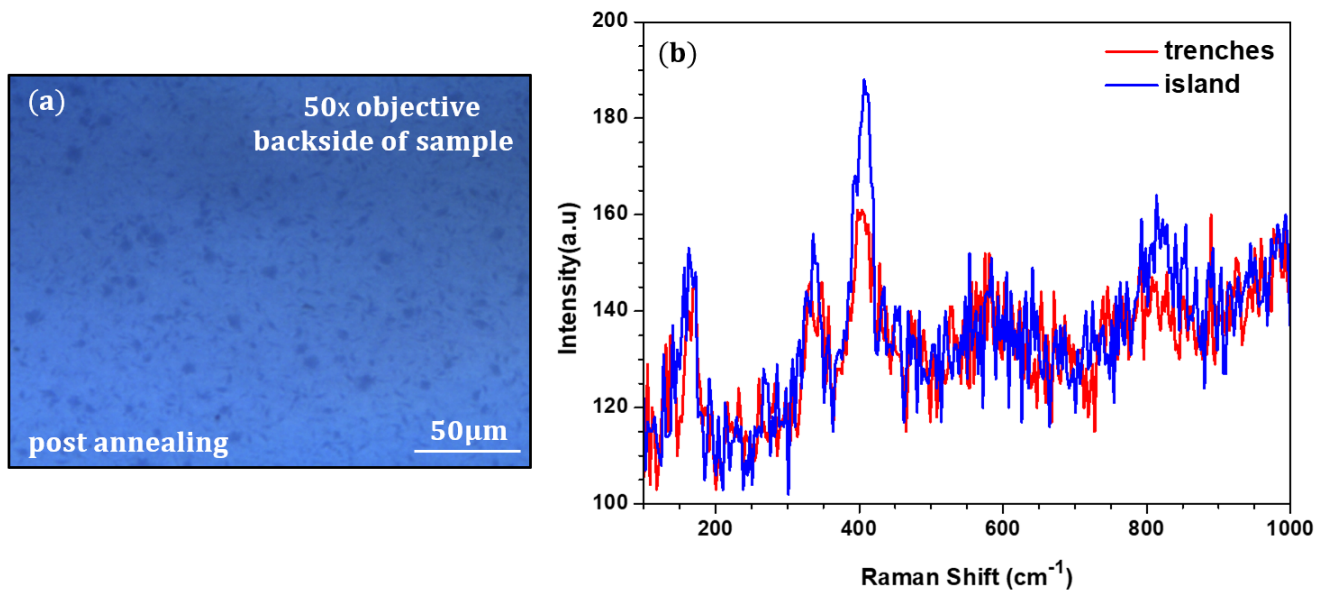 (a)
50x objective
backside of sample
post annealing
50µm
(b)
trenches
island
200
180
160
140
120
100
Intensity(a.u)
200
400
600
800
1000
Raman Shift (cm⁻¹)